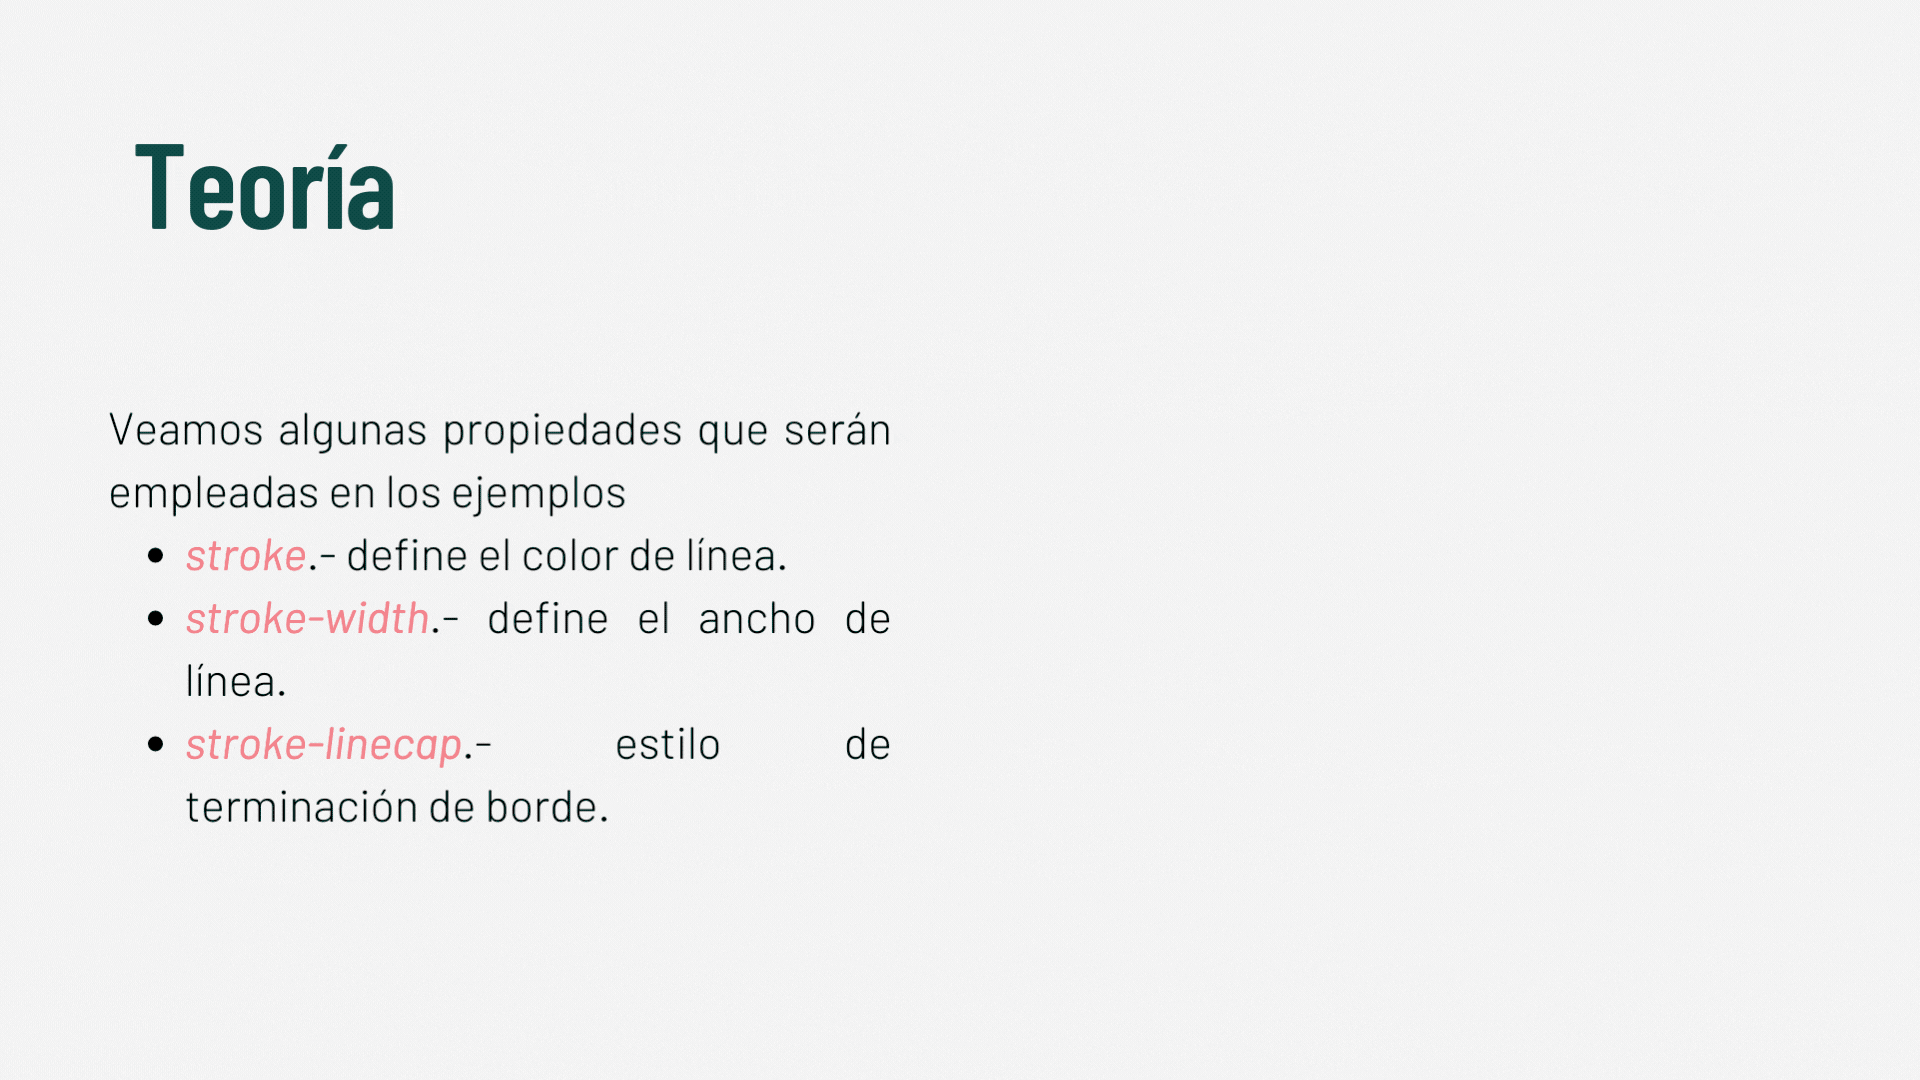 Teoría
Veamos algunas propiedades que serán
empleadas en los ejemplos
• stroke.- define el color de línea.
• stroke-width.- define el ancho de
línea.
• stroke-linecap.- estilo de
terminación de borde.